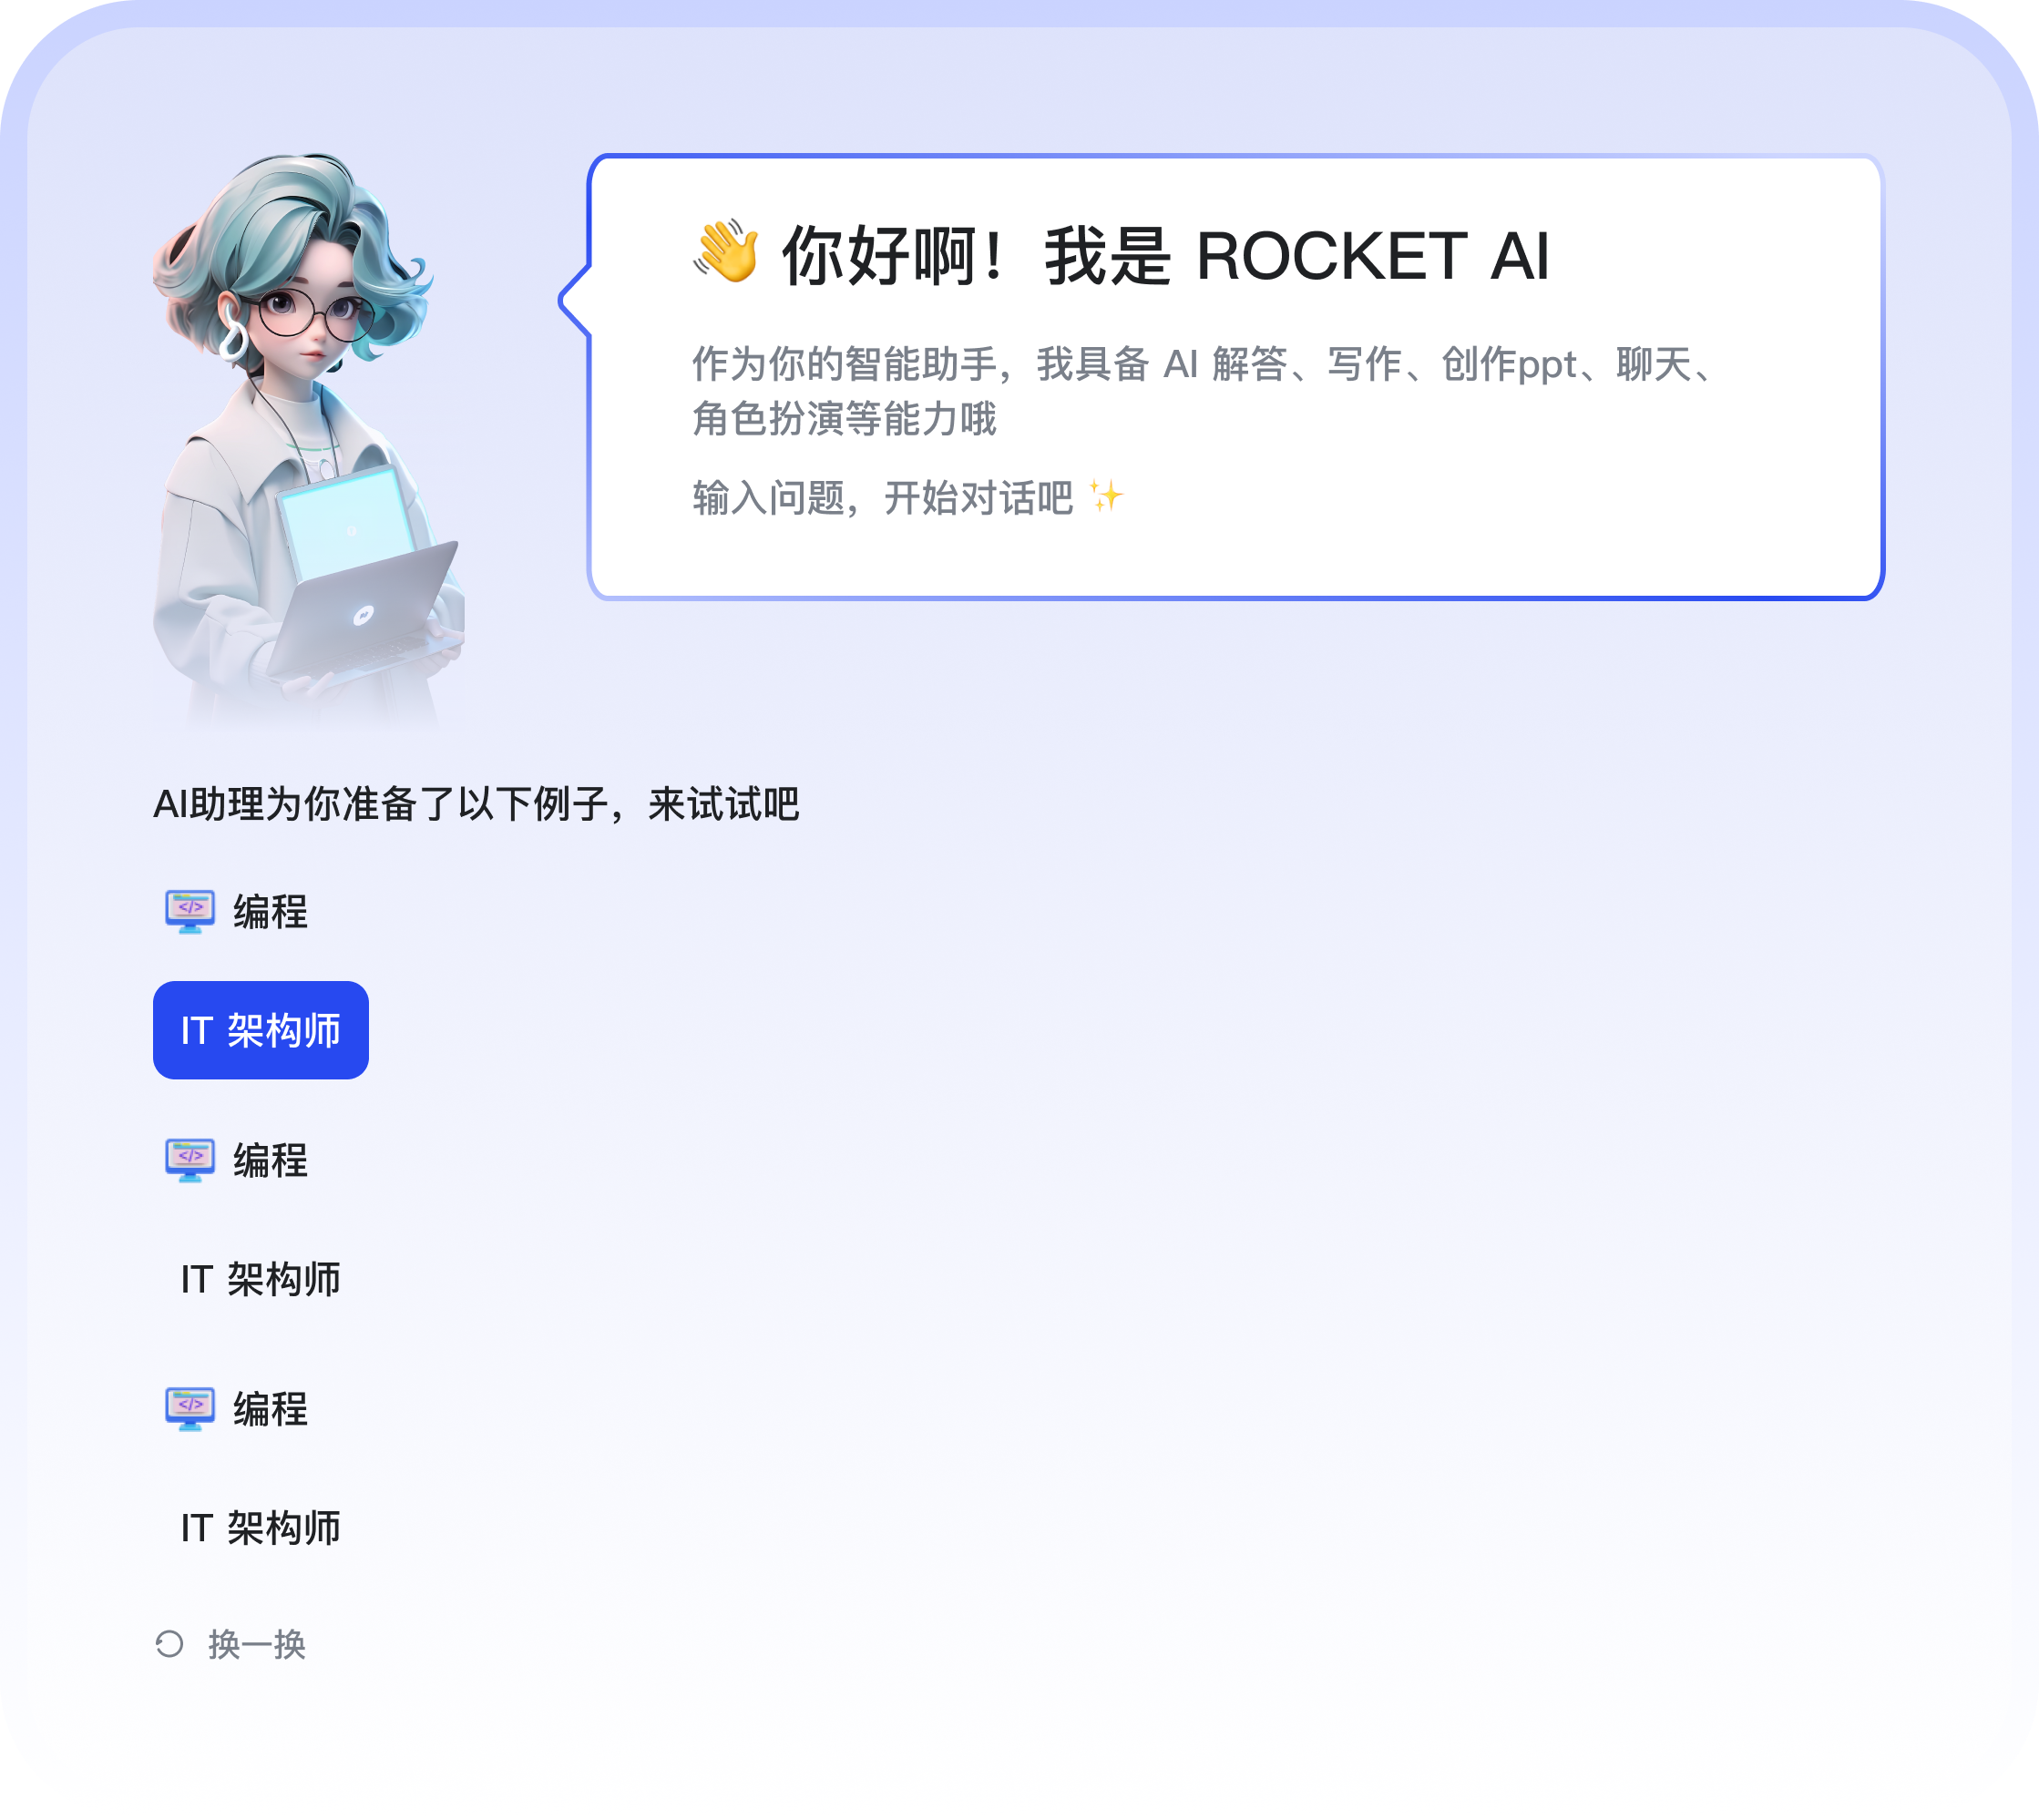 👋 你好啊！我是 ROCKET AI
作为你的智能助手，我具备 AI 解答、写作、创作ppt、聊天、
角色扮演等能力哦
输入问题，开始对话吧 ✨
AI助理为你准备了以下例子，来试试吧
编程
IT 架构师
编程
IT 架构师
编程
IT 架构师
换一换